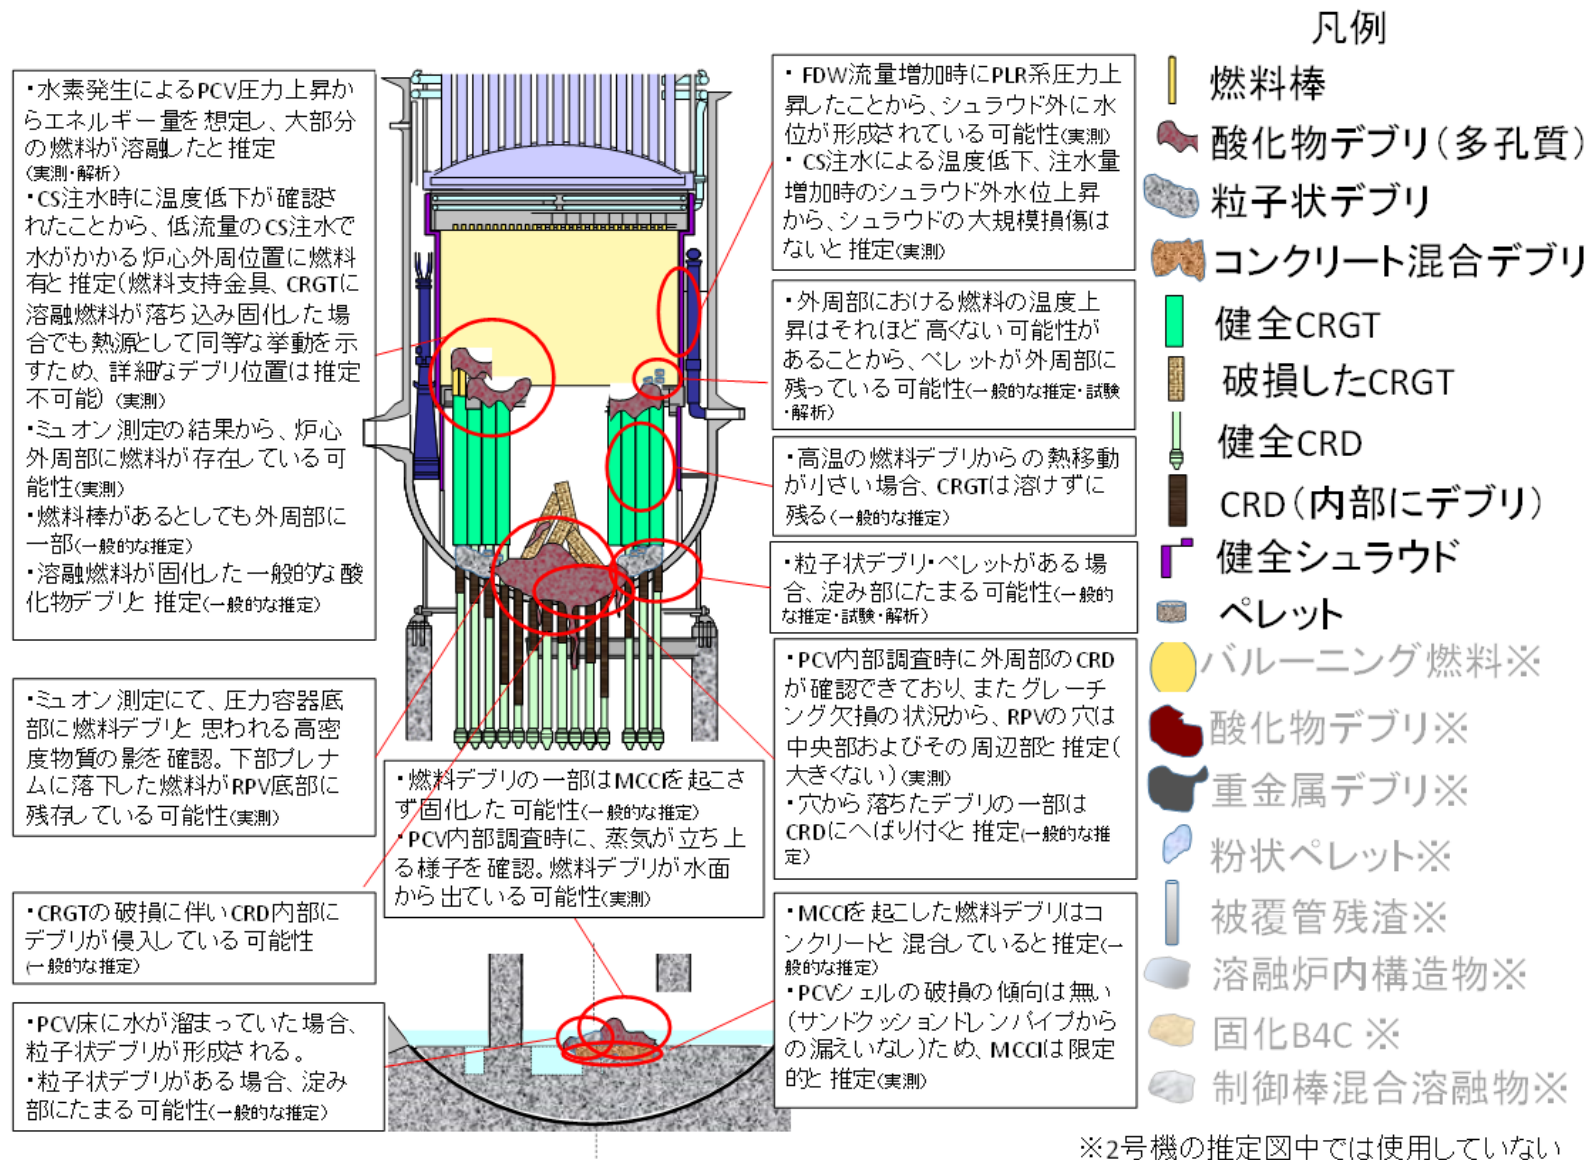 ・水素発生によるPCV圧力上昇か
らエネルギー量を想定し、大部分
の燃料が溶融したと推定
(実測・解析)
・CS注水時に温度低下が確認さ
れたことから、低流量のCS注水で
水がかかる炉心外周位置に燃料
有と推定(燃料支持金具、CRGTに
溶融燃料が落ち込み固化した場
合でも熱源として同等な挙動を示
すため、詳細なデブリ位置は推定
不可能) (実測)
・ミュオン測定の結果から、炉心
外周部に燃料が存在している可
能性(実測)
・燃料棒があるとしても外周部に
一部(一般的な推定)
・溶融燃料が固化した一般的な酸
化物デブリと推定(一般的な推定)
・ミュオン測定にて、圧力容器底
部に燃料デブリと思われる高密
度物質の影を確認。下部プレナ
ムに落下した燃料がRPV底部に
残存している可能性(実測)
・CRGTの破損に伴いCRD内部に
デブリが侵入している可能性
(一般的な推定)
・PCV床に水が溜まっていた場合、
粒子状デブリが形成される。
・粒子状デブリがある場合、淀み
部にたまる可能性(一般的な推定)
・燃料デブリの一部はMCCIを起こさ
ず固化した可能性(一般的な推定)
・PCV内部調査時に、蒸気が立ち上
る様子を確認。燃料デブリが水面
から出ている可能性(実測)
・FDW流量増加時にPLR系圧力上
昇したことから、シュラウド外に水
位が形成されている可能性(実測)
・CS注水による温度低下、注水量
増加時のシュラウド外水位上昇
から、シュラウドの大規模損傷は
ないと推定(実測)
・外周部における燃料の温度上
昇はそれほど高くない可能性が
あることから、ペレットが外周部に
残っている可能性(一般的な推定・試験
・解析)
・高温の燃料デブリからの熱移動
が小さい場合、CRGTは溶けずに
残る(一般的な推定)
・粒子状デブリ・ペレットがある場
合、淀み部にたまる可能性(一般的
な推定・試験・解析)
・PCV内部調査時に外周部のCRD
が確認できており、またグレーチ
ング欠損の状況から、RPVの穴は
中央部およびその周辺部と推定(
大きくない)(実測)
・穴から落ちたデブリの一部は
CRDにへばり付くと推定(一般的な推
定)
・MCCIを起こした燃料デブリはコ
ンクリートと混合していると推定(一
般的な推定)
・PCVシェルの破損の傾向は無い
(サンドクッションドレンパイプから
の漏えいなし)ため、MCCIは限定
的と推定(実測)
凡例
燃料棒
酸化物デブリ(多孔質)
粒子状デブリ
コンクリート混合デブリ
健全CRGT
破損したCRGT
健全CRD
CRD(内部にデブリ)
健全シュラウド
ペレット
バルーニング燃料※
酸化物デブリ※
重金属デブリ※
粉状ペレット※
被覆管残渣※
溶融炉内構造物※
固化B4C ※
制御棒混合溶融物※
※2号機の推定図中では使用していない